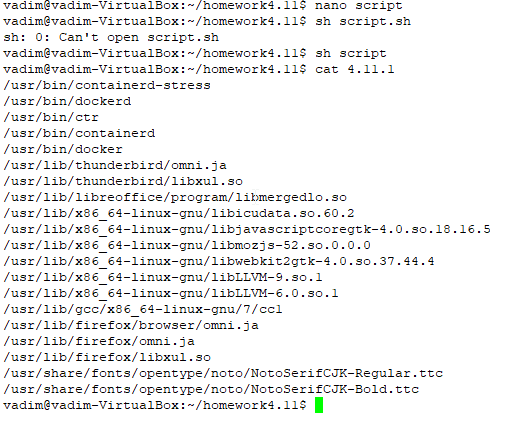 vadim@vadim-VirtualBox:~/homework4.11$ nano script
vadim@vadim-VirtualBox:~/homework4.11$ sh script.sh
sh: 0: Can't open script.sh
vadim@vadim-VirtualBox:~/homework4.11$ sh script
vadim@vadim-VirtualBox:~/homework4.11$ cat 4.11.1
/usr/bin/containerd-stress
/usr/bin/dockerd
/usr/bin/ctr
/usr/bin/containerd
/usr/bin/docker
/usr/lib/thunderbird/omni.ja
/usr/lib/thunderbird/libxul.so
/usr/lib/libreoffice/program/libmergedlo.so
/usr/lib/x86_64-linux-gnu/libicudata.so.60.2
/usr/lib/x86_64-linux-gnu/libjavascriptcoregtk-4.0.so.18.16.5
/usr/lib/x86_64-linux-gnu/libmozjs-52.so.0.0.0
/usr/lib/x86_64-linux-gnu/libwebkit2gtk-4.0.so.37.44.4
/usr/lib/x86_64-linux-gnu/libLLVM-9.so.1
/usr/lib/x86_64-linux-gnu/libLLVM-6.0.so.1
/usr/lib/gcc/x86_64-linux-gnu/7/cc1
/usr/lib/firefox/browser/omni.ja
/usr/lib/firefox/omni.ja
/usr/lib/firefox/libxul.so
/usr/share/fonts/opentype/noto/NotoSerifCJK-Regular.ttc
/usr/share/fonts/opentype/noto/NotoSerifCJK-Bold.ttc
vadim@vadim-VirtualBox:~/homework4.11$